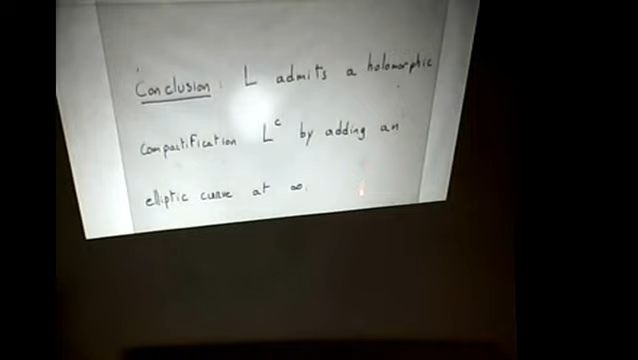 Conclusion: L admits a holomorphic
compactification L^c by adding an
elliptic curve at ∞.